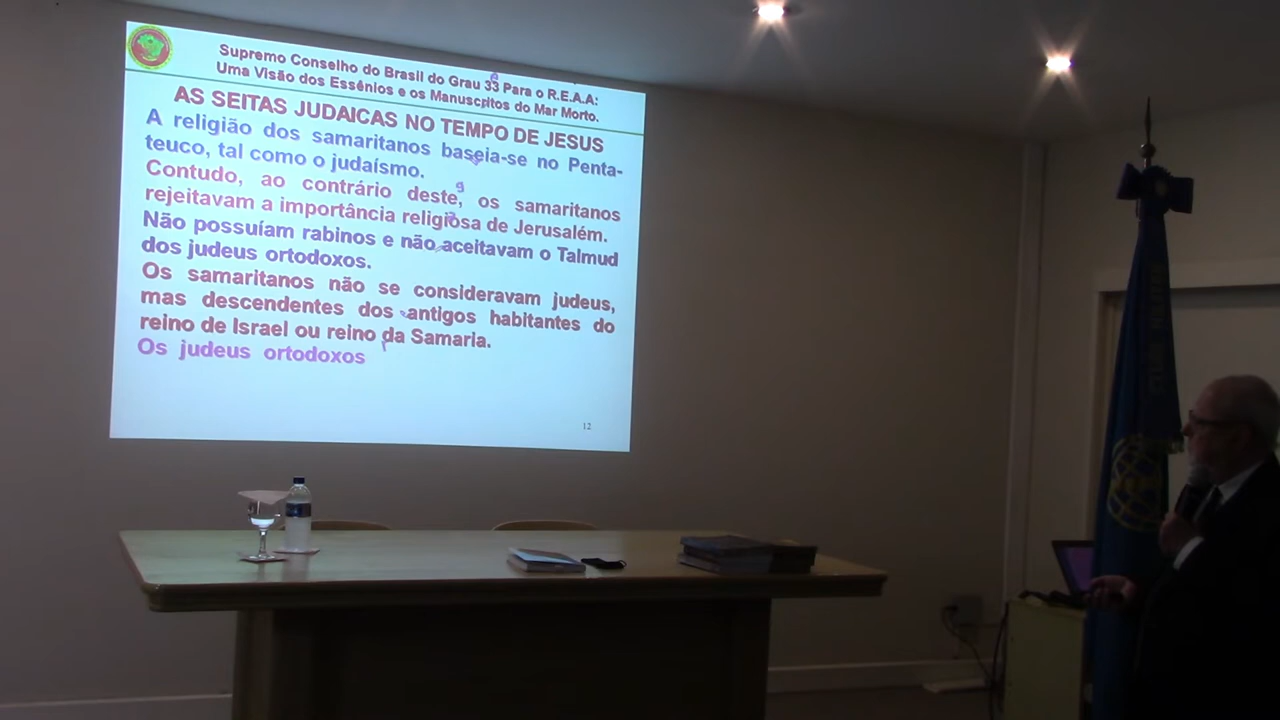 Supremo Conselho do Brasil do Grau 33 Para o R.E.A.A:
Uma Visão dos Essênios e os Manuscritos do Mar Morto.
AS SEITAS JUDAICAS NO TEMPO DE JESUS
A religião dos samaritanos baseia-se no Penta-
teuco, tal como o judaísmo.
Contudo, ao contrário deste, os samaritanos
rejeitavam a importância religiosa de Jerusalém.
Não possuíam rabinos e não aceitavam o Talmud
dos judeus ortodoxos.
Os samaritanos não se consideravam judeus,
mas descendentes dos antigos habitantes do
reino de Israel ou reino da Samaria.
Os judeus ortodoxos
12